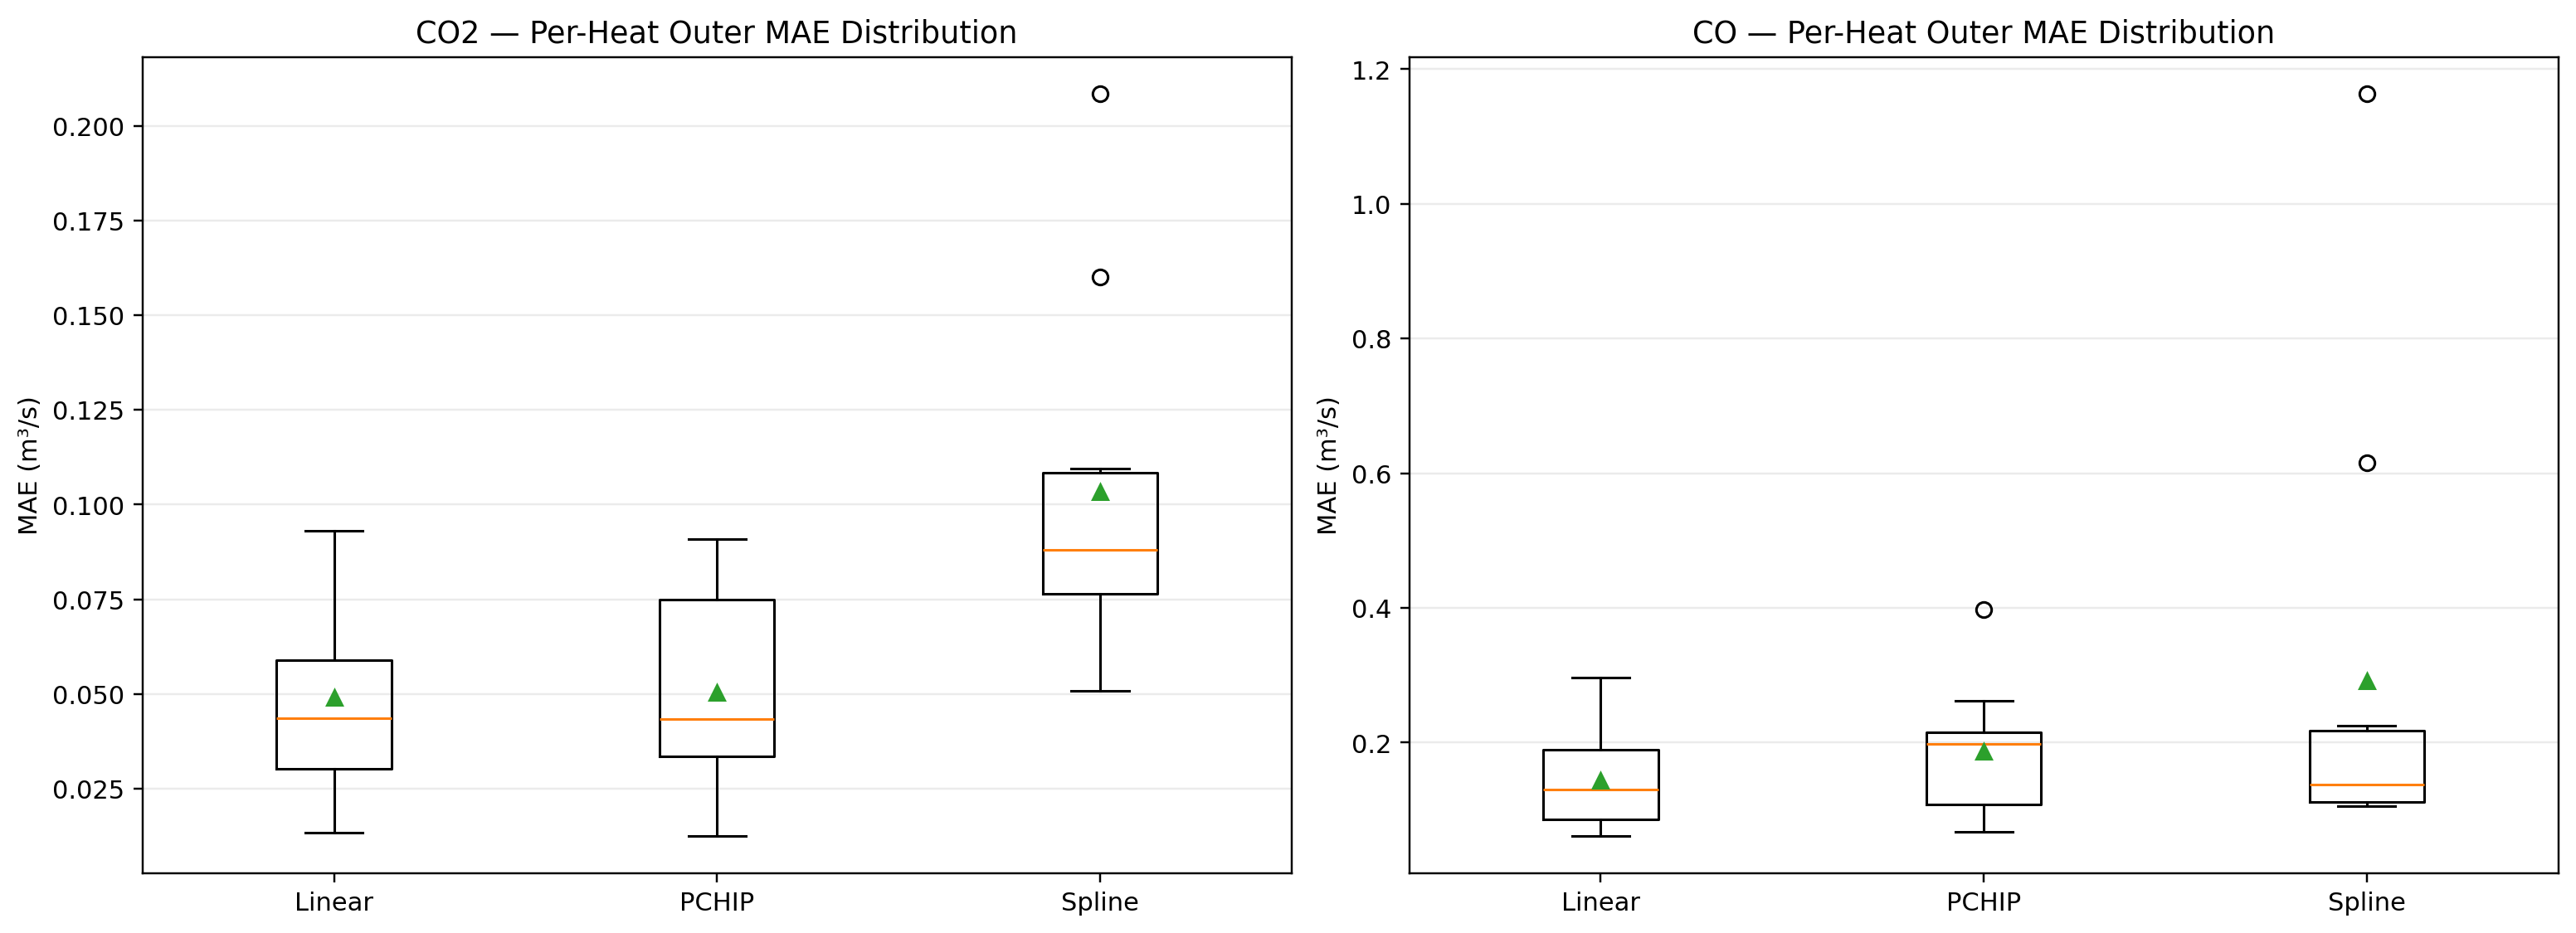 CO2 — Per-Heat Outer MAE Distribution
MAE (m³/s)
0.200
0.175
0.150
0.125
0.100
0.075
0.050
0.025
Linear
PCHIP
Spline
CO — Per-Heat Outer MAE Distribution
MAE (m³/s)
1.2
1.0
0.8
0.6
0.4
0.2
Linear
PCHIP
Spline